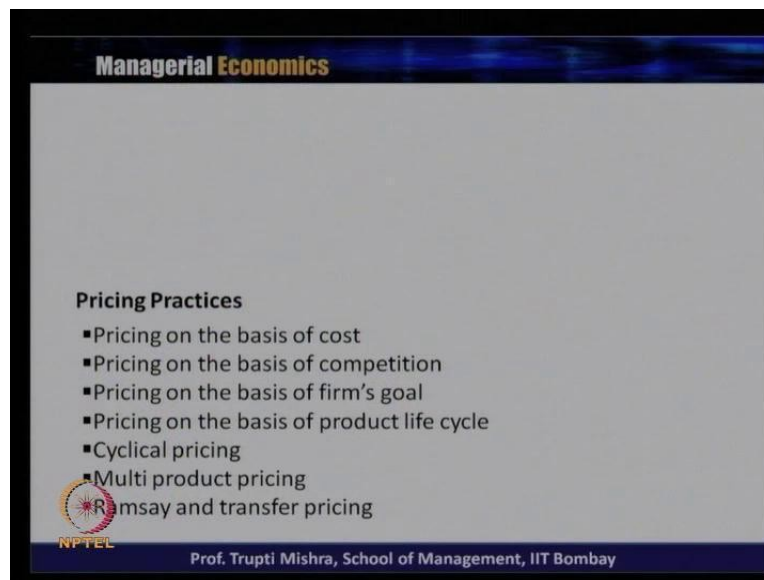 Managerial Economics
Pricing Practices
▪Pricing on the basis of cost
▪Pricing on the basis of competition
▪Pricing on the basis of firm's goal
▪Pricing on the basis of product life cycle
▪Cyclical pricing
▪Multi product pricing
Ramsay and transfer pricing
NPTEL
Prof. Trupti Mishra, School of Management, IIT Bombay